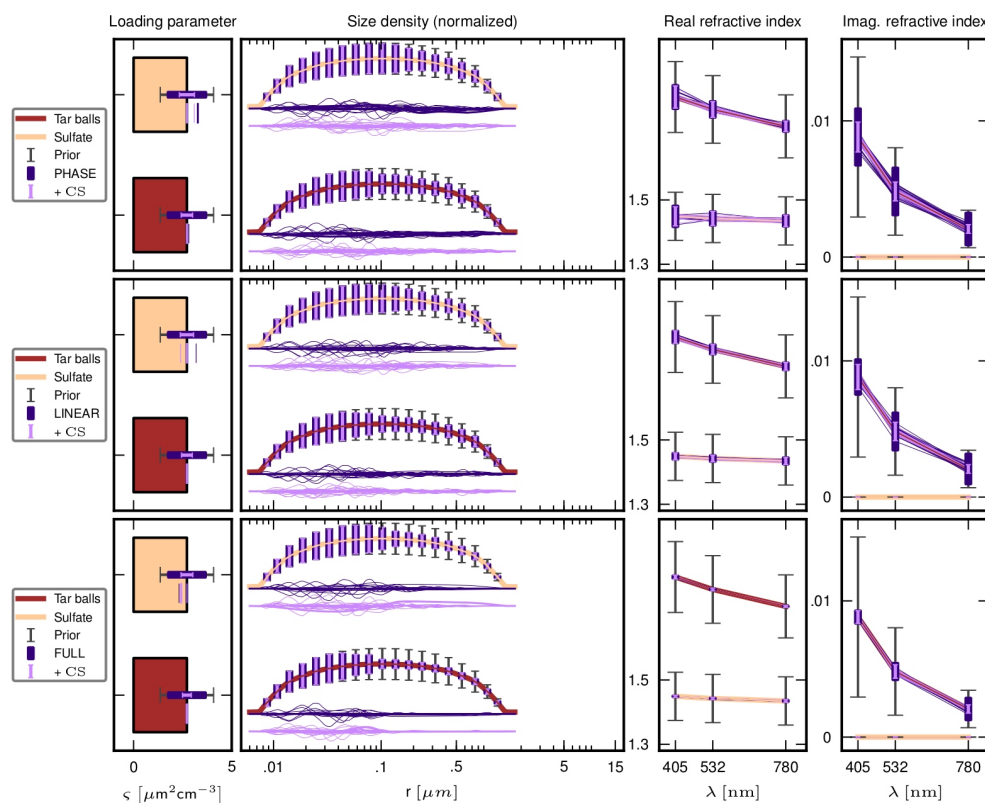 Loading parameter Size density (normalized) Real refractive index Imag. refractive index
Tar balls
Sulfate
Prior
PHASE
+ CS
1.5
1.3
.01
0
Tar balls
Sulfate
Prior
LINEAR
+ CS
1.5
1.3
.01
0
Tar balls
Sulfate
Prior
FULL
+ CS
1.5
1.3
.01
0
0 5 .01 .1 .5 5 15 405 532 780 405 532 780
ς [μm²cm⁻³] r [μm] λ [nm] λ [nm]